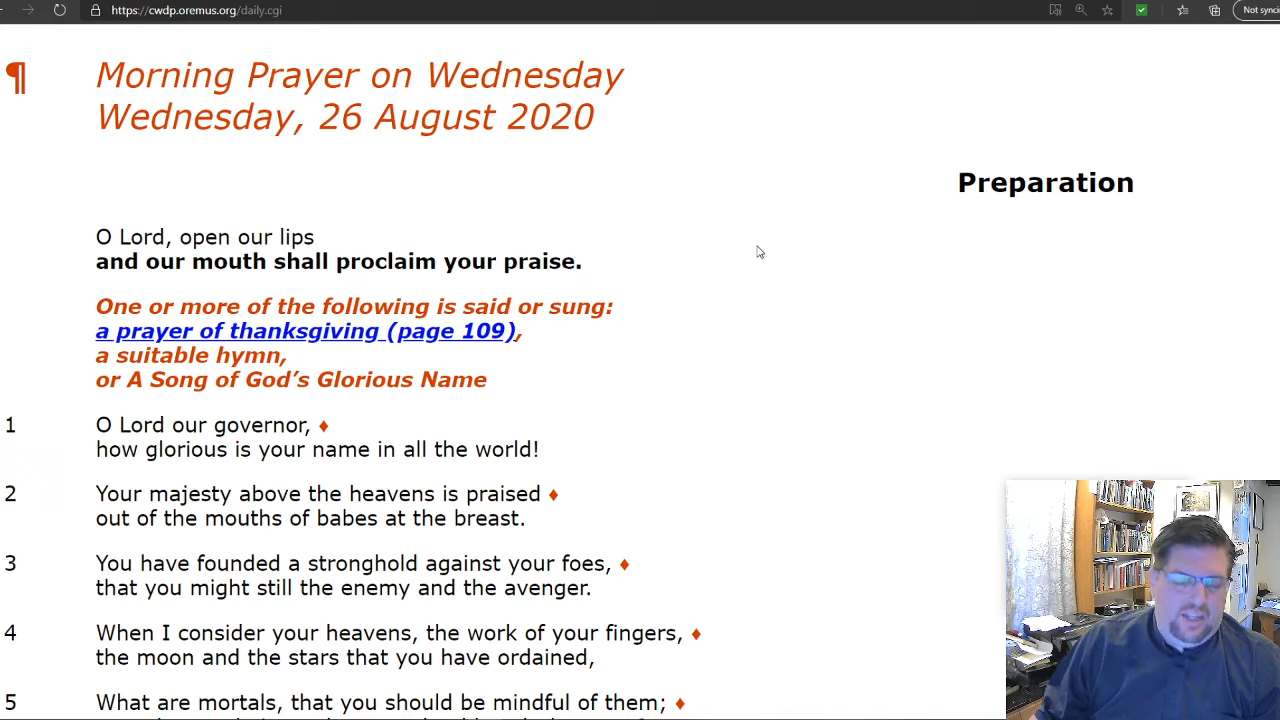 https://cwdp.oremus.org/daily.cgi
Not synci
¶
Morning Prayer on Wednesday
Wednesday, 26 August 2020
Preparation
O Lord, open our lips
and our mouth shall proclaim your praise.
One or more of the following is said or sung:
a prayer of thanksgiving (page 109),
a suitable hymn,
or A Song of God’s Glorious Name
1 O Lord our governor, ♦
how glorious is your name in all the world!
2 Your majesty above the heavens is praised ♦
out of the mouths of babes at the breast.
3 You have founded a stronghold against your foes, ♦
that you might still the enemy and the avenger.
4 When I consider your heavens, the work of your fingers, ♦
the moon and the stars that you have ordained,
5 What are mortals, that you should be mindful of them; ♦